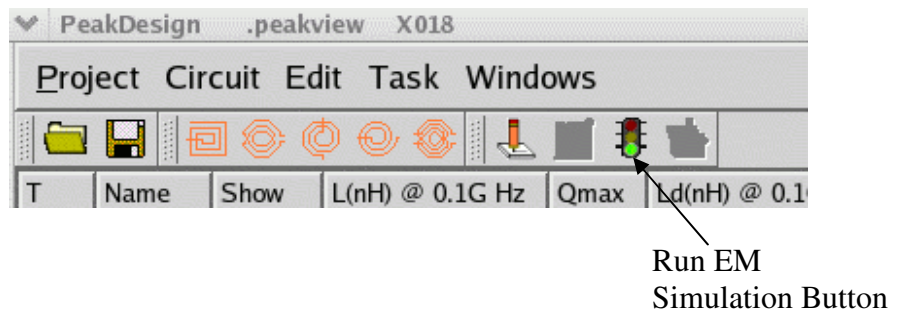 PeakDesign .peakview X018
Project Circuit Edit Task Windows
T Name Show L(nH) @ 0.1G Hz Qmax Ld(nH) @ 0.1
Run EM
Simulation Button